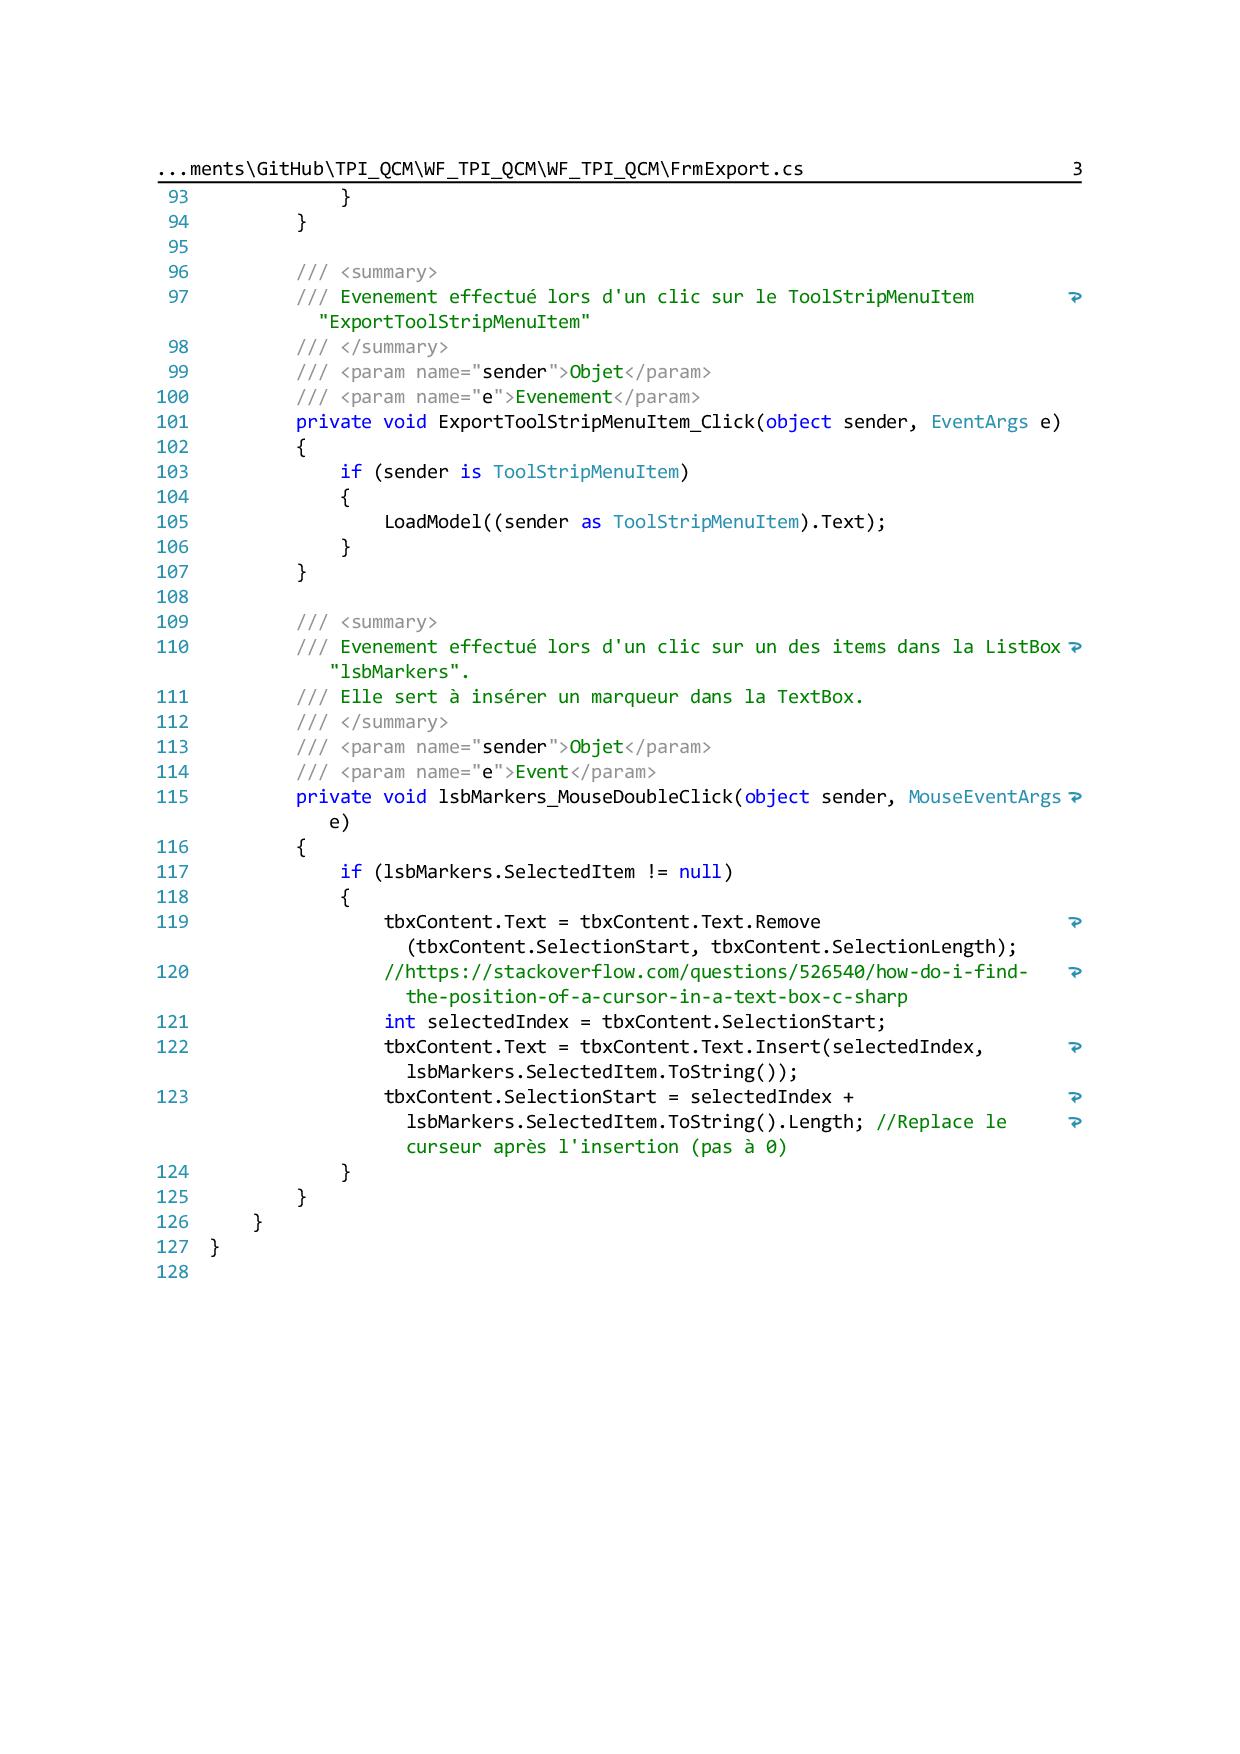 ...ments\GitHub\TPI_QCM\WF_TPI_QCM\WF_TPI_QCM\FrmExport.cs 3
93 }
94 }
95
96 /// <summary>
97 /// Evenement effectué lors d'un clic sur le ToolStripMenuItem
"ExportToolStripMenuItem"
98 /// </summary>
99 /// <param name="sender">Objet</param>
100 /// <param name="e">Evenement</param>
101 private void ExportToolStripMenuItem_Click(object sender, EventArgs e)
102 {
103 if (sender is ToolStripMenuItem)
104 {
105 LoadModel((sender as ToolStripMenuItem).Text);
106 }
107 }
108
109 /// <summary>
110 /// Evenement effectué lors d'un clic sur un des items dans la ListBox
"lsbMarkers".
111 /// Elle sert à insérer un marqueur dans la TextBox.
112 /// </summary>
113 /// <param name="sender">Objet</param>
114 /// <param name="e">Event</param>
115 private void lsbMarkers_MouseDoubleClick(object sender, MouseEventArgs
e)
116 {
117 if (lsbMarkers.SelectedItem != null)
118 {
119 tbxContent.Text = tbxContent.Text.Remove
(tbxContent.SelectionStart, tbxContent.SelectionLength);
120 //https://stackoverflow.com/questions/526540/how-do-i-find-
the-position-of-a-cursor-in-a-text-box-c-sharp
121 int selectedIndex = tbxContent.SelectionStart;
122 tbxContent.Text = tbxContent.Text.Insert(selectedIndex,
lsbMarkers.SelectedItem.ToString());
123 tbxContent.SelectionStart = selectedIndex +
lsbMarkers.SelectedItem.ToString().Length; //Replace le
curseur après l'insertion (pas à 0)
124 }
125 }
126 }
127 }
128